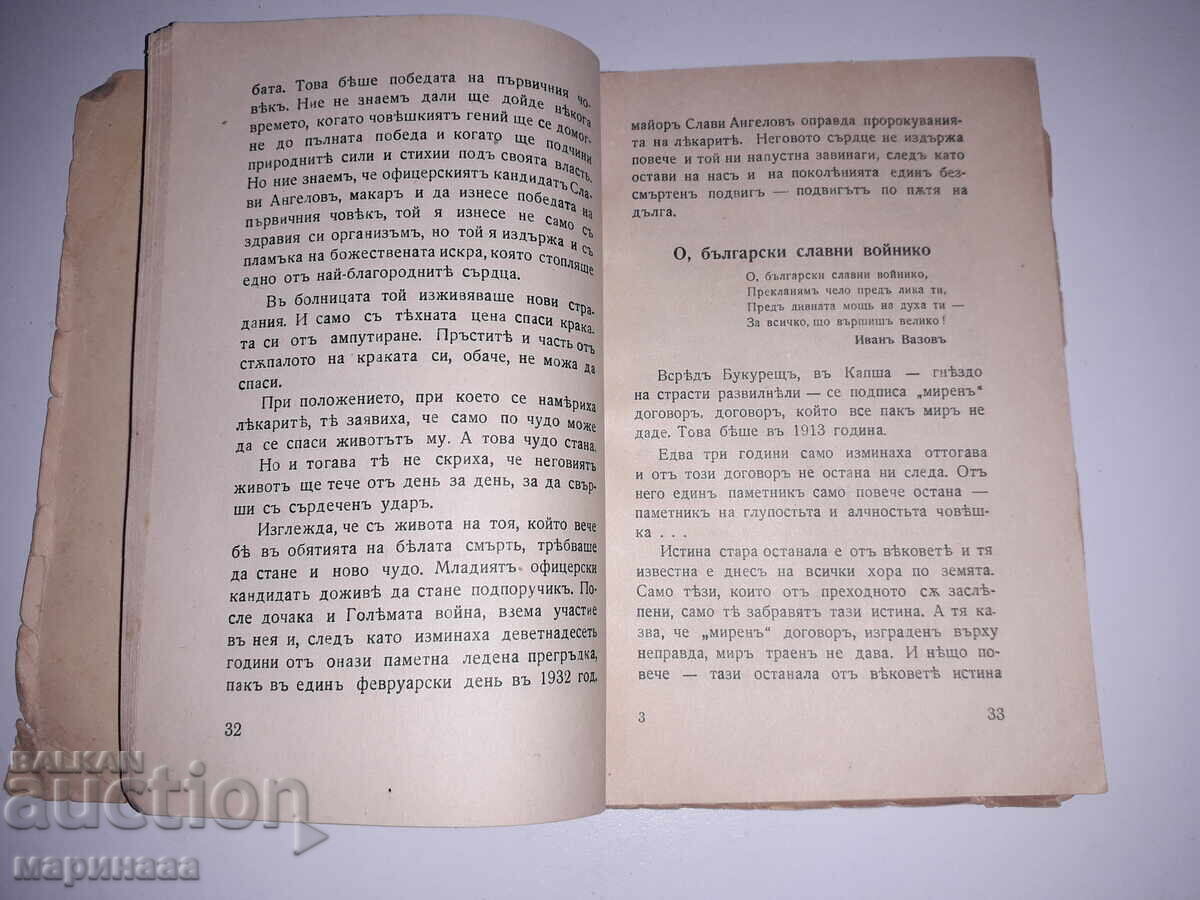 бата. Това бѣше победата на първичния чо-
вѣкъ. Ние не знаемъ дали ще дойде нѣкога
времето, когато човѣшкиятъ гений ще се домог-
не до пълната победа и когато ще подчини
природнитѣ сили и стихии подъ своята власть.
Но ние знаемъ, че офицерскиятъ кандидатъ Сла-
ви Ангеловъ, макаръ и да изнесе победата на
първичния човѣкъ, той я изнесе не само съ
здравия си организъмъ, но той я издържа и съ
пламъка на божествената искра, която стопляше
едно отъ най-благороднитѣ сърдца.
Въ болницата той изживяваше нови стра-
дания. И само съ тѣхната цена спаси крака-
та си отъ ампутиране. Пръститѣ и часть отъ
стѫпалото на краката си, обаче, не можа да
спаси.
При положението, при което се намѣриха
лѣкаритѣ, тѣ заявиха, че само по чудо може
да се спаси животътъ му. А това чудо стана.
Но и тогава тѣ не скриха, че неговиятъ
животъ ще тече отъ день за день, за да свър-
ши съ сърдеченъ ударъ.
Изглежда, че съ живота на тоя, който вече
бѣ въ обятията на бѣлата смърть, трѣбваше
да стане и ново чудо. Младиятъ офицерски
кандидатъ доживѣ да стане подпоручикъ. По-
сле дочака и Голѣмата война, взема участие
въ нея и, следъ като изминаха деветнадесеть
години отъ онази паметна ледена прегръдка,
пакъ въ единъ февруарски день въ 1932 год.
32
майоръ Слави Ангеловъ оправда пророкувания-
та на лѣкаритѣ. Неговото сърдце не издържа
повече и той ни напустна завинаги, следъ като
остави на насъ и на поколѣнията единъ без-
смъртенъ подвигъ — подвигътъ по пѫтя на
дълга.
О, български славни войнико
О, български славни войнико,
Прекланямъ чело предъ лика ти,
Предъ дивната мощь на духа ти —
За всичко, що вършишъ велико!
Иванъ Вазовъ
Всрѣдъ Букурещъ, въ Капша — гнѣздо
на страсти развилнѣли — се подписа „миренъ“
договоръ, договоръ, който все пакъ миръ не
даде. Това бѣше въ 1913 година.
Едва три години само изминаха оттогава
и отъ този договоръ не остана ни следа. Отъ
него единъ паметникъ само повече остана —
паметникъ на глупостьта и алчностьта човѣш-
ка . . .
Истина стара останала е отъ вѣковетѣ и тя
известна е днесъ на всички хора по земята.
Само тѣзи, които отъ преходното сѫ заслѣ-
пени, само тѣ забравятъ тази истина. А тя ка-
зва, че „миренъ“ договоръ, изграденъ върху
неправда, миръ траенъ не дава. И нѣщо по-
вече — тази останала отъ вѣковетѣ истина
3
33
BALKAN
auction
маринааа